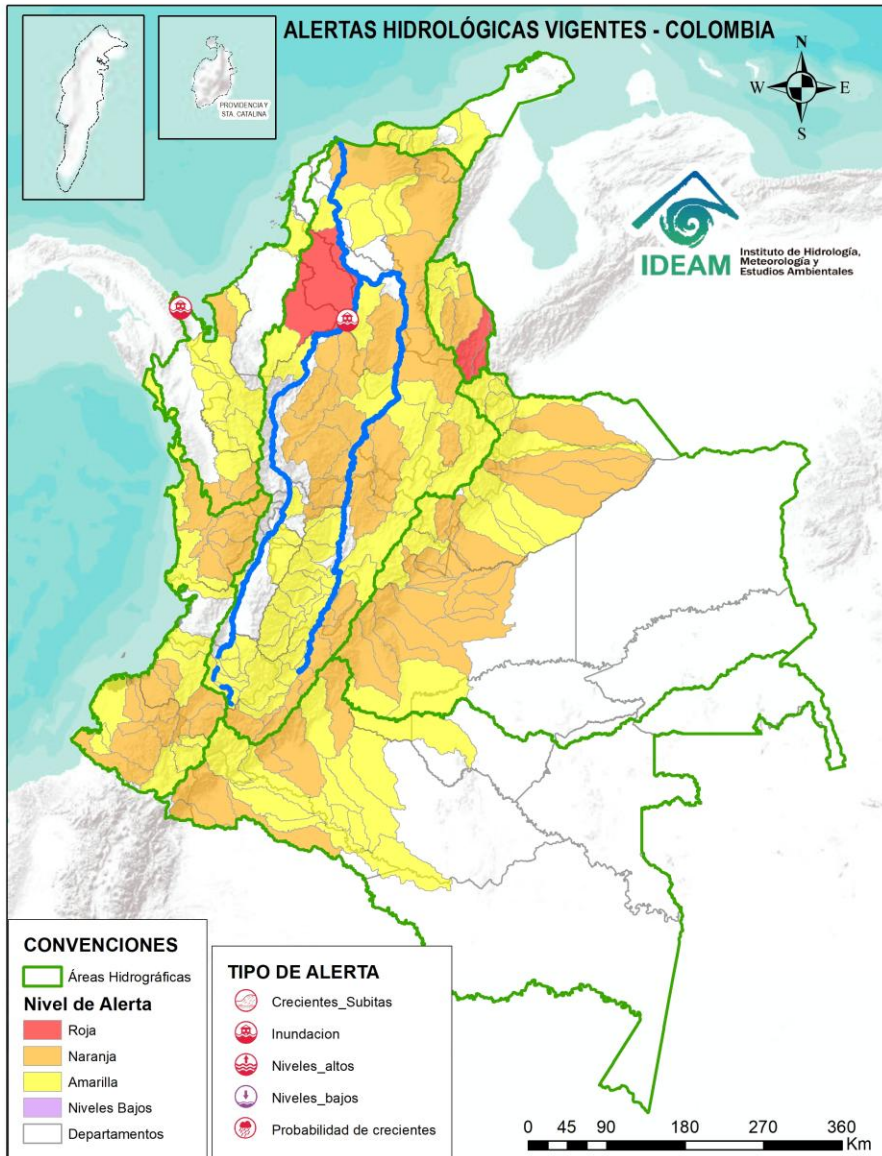 ALERTAS HIDROLÓGICAS VIGENTES - COLOMBIA
PROVIDENCIA Y
STA. CATALINA
N
W
E
S
IDEAM
Instituto de Hidrología,
Meteorología y
Estudios Ambientales
CONVENCIONES
Áreas Hidrográficas
Nivel de Alerta
Roja
Naranja
Amarilla
Niveles Bajos
Departamentos
TIPO DE ALERTA
Crecientes_Subitas
Inundacion
Niveles_altos
Niveles_bajos
Probabilidad de crecientes
0 45 90 180 270 360
Km